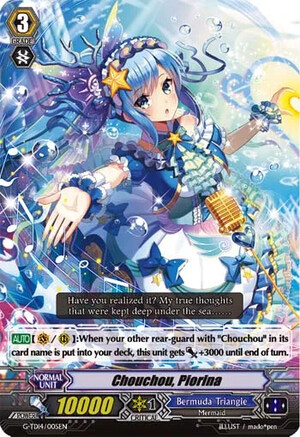 3
GRADE
Have you realized it? My true thoughts
that were kept deep under the sea......
AUTO [ / ]:When your other rear-guard with "Chouchou" in its
card name is put into your deck, this unit gets +3000 until end of turn.
NORMAL
UNIT
Chouchou, Piorina
POWER
10000
1
CRITICAL
Bermuda Triangle
Mermaid
G-TD14/005EN
ILLUST / mado*pen